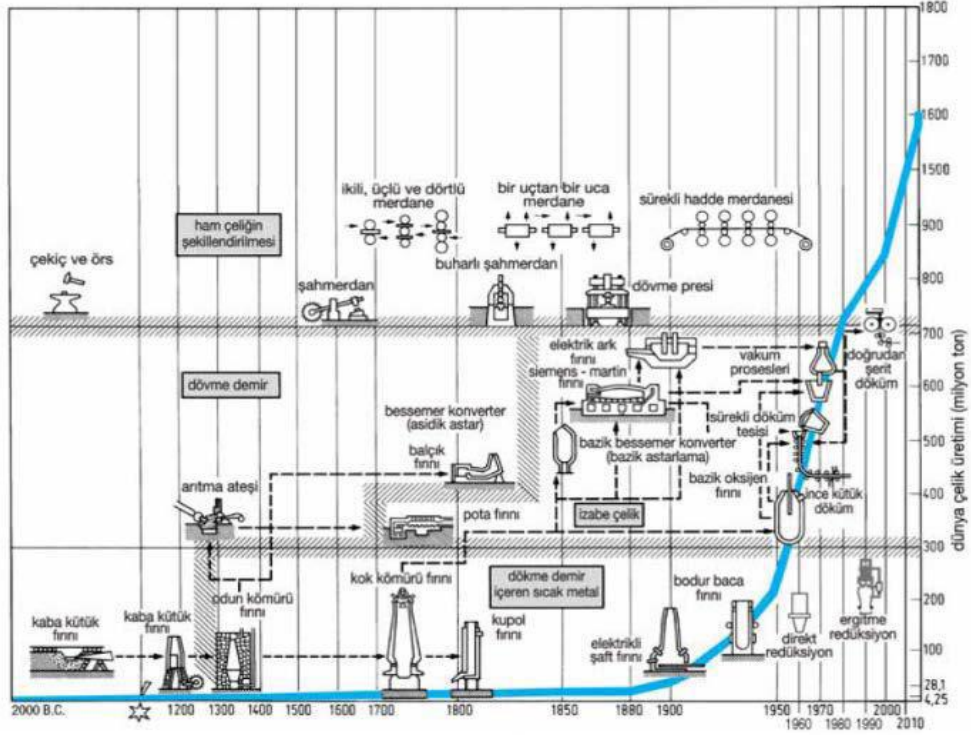 1800
1600
1500
ikili, üçlü ve dörtlü
merdane
bir uçtan bir uca
merdane
sürekli hadde merdanesi
ham çeliğin
şekillendirilmesi
900
çekiç ve örs
şahmerdan
buharlı şahmerdan
dövme presi
800
700
elektrik ark
fırını
siemens - martin
fırını
vakum
prosesleri
doğrudan
şerit
döküm
dövme demir
600
bessemer konverter
(asidik astar)
sürekli döküm
tesisi
balçık
fırını
bazik bessemer konverter
(bazik astarlama)
500
arıtma ateşi
bazik oksijen
fırını
ince kütük
döküm
400
pota fırını
izabe çelik
300
dünya çelik üretimi (milyon ton)
odun kömürü
fırını
kok kömürü fırını
dökme demir
içeren sıcak metal
bodur baca
fırını
ergitme
redüksiyon
200
kaba kütük
fırını
kaba kütük
fırını
kupol
fırını
elektrikli
şaft fırını
direkt
redüksiyon
100
28,1
4,25
2000 B.C. 1200 1300 1400 1500 1600 1700 1800 1850 1880 1900 1950 1970 2000
1960 1980 1990 2010